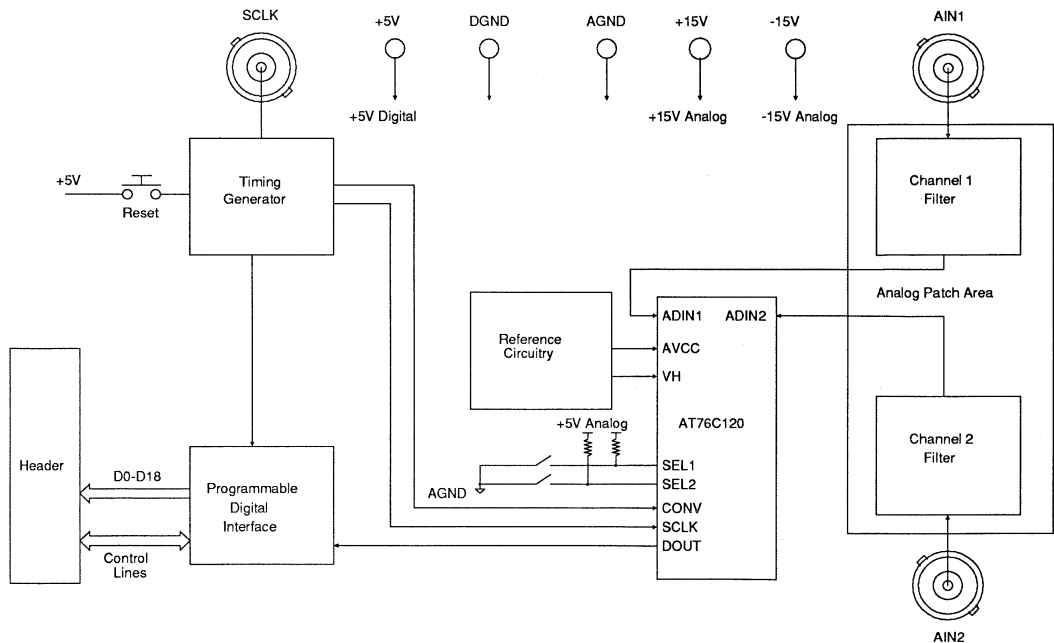 SCLK
+5V
DGND
AGND
+15V
-15V
AIN1
+5V Digital
+15V Analog
-15V Analog
+5V
Reset
Timing
Generator
Channel 1
Filter
Analog Patch Area
Reference
Circuitry
ADIN1
ADIN2
AVCC
VH
AT76C120
+5V Analog
SEL1
SEL2
AGND
CONV
SCLK
DOUT
Channel 2
Filter
Header
D0-D18
Programmable
Digital
Interface
Control
Lines
AIN2